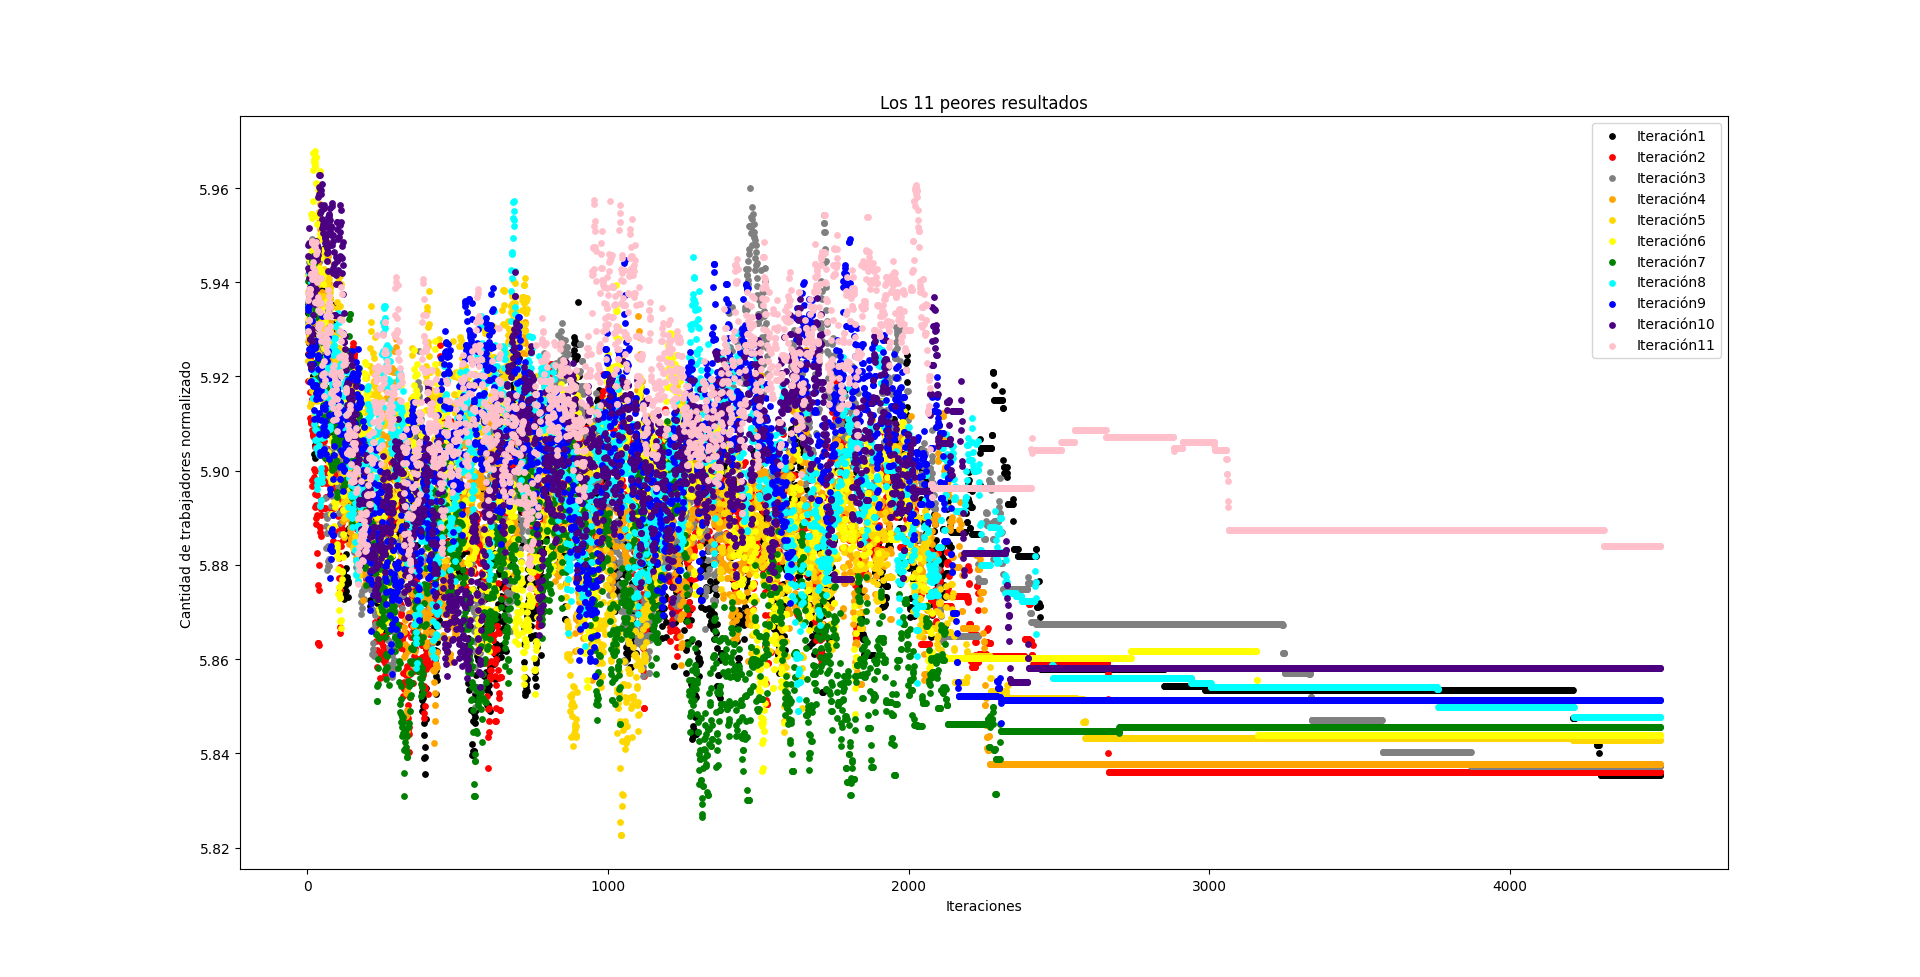 Los 11 peores resultados
Cantidad de trabajadores normalizado
5.96
5.94
5.92
5.90
5.88
5.86
5.84
5.82
0
1000
2000
3000
4000
Iteraciones
Iteración1
Iteración2
Iteración3
Iteración4
Iteración5
Iteración6
Iteración7
Iteración8
Iteración9
Iteración10
Iteración11